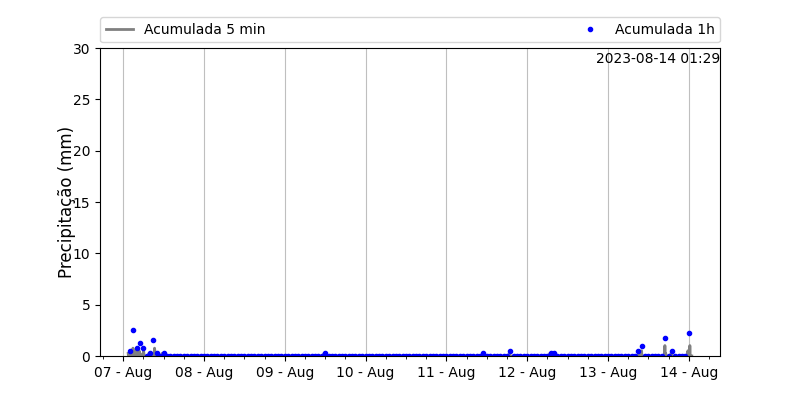 Acumulada 5 min
Acumulada 1h
2023-08-14 01:29
Precipitação (mm)
30
25
20
15
10
5
0
07 - Aug
08 - Aug
09 - Aug
10 - Aug
11 - Aug
12 - Aug
13 - Aug
14 - Aug